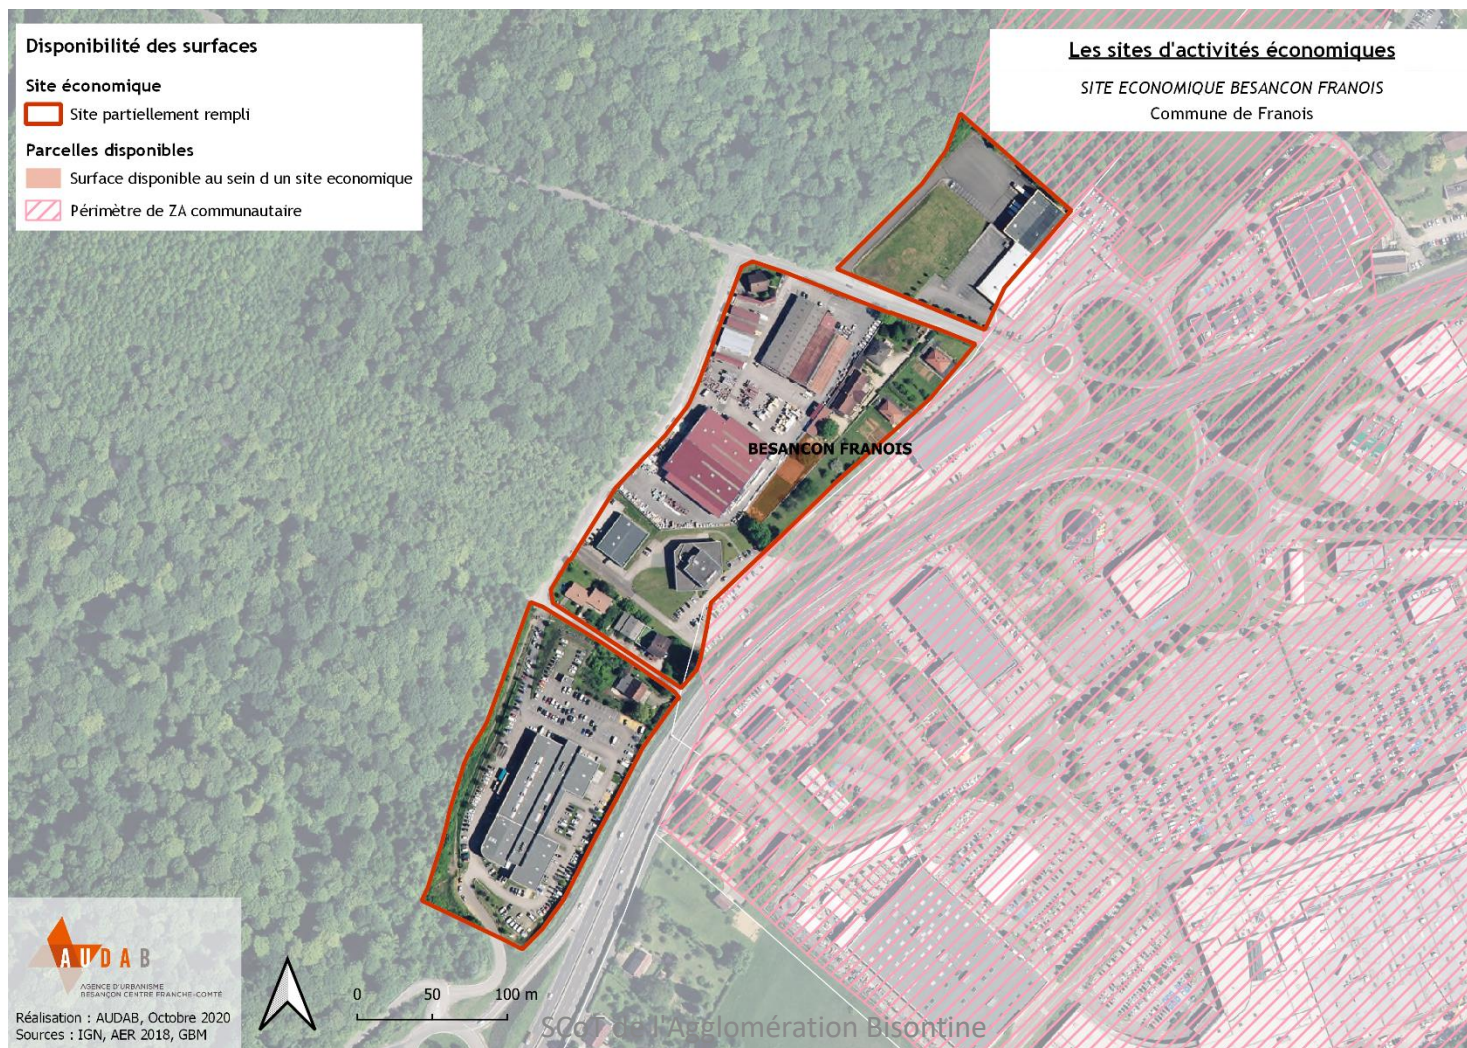 Disponibilité des surfaces
Site économique
Site partiellement rempli
Parcelles disponibles
Surface disponible au sein d un site economique
Périmètre de ZA communautaire
Les sites d'activités économiques
SITE ECONOMIQUE BESANCON FRANOIS
Commune de Franois
BESANCON FRANOIS
AUDAB
AGENCE D'URBANISME
BESANÇON CENTRE FRANCHE-COMTÉ
Réalisation : AUDAB, Octobre 2020
Sources : IGN, AER 2018, GBM
0 50 100 m
SCoT Agglomération Bisontine